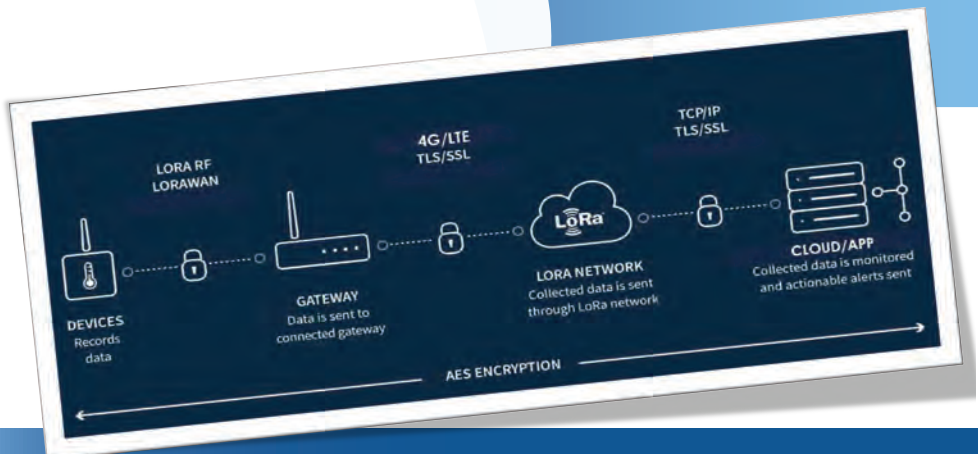 LORA RF
LORAWAN
4G/LTE
TLS/SSL
TCP/IP
TLS/SSL
LoRa
DEVICES
Records
data
GATEWAY
Data is sent to
connected gateway
LORA NETWORK
Collected data is sent
through LoRa network
CLOUD/APP
Collected data is monitored
and actionable alerts sent
AES ENCRYPTION